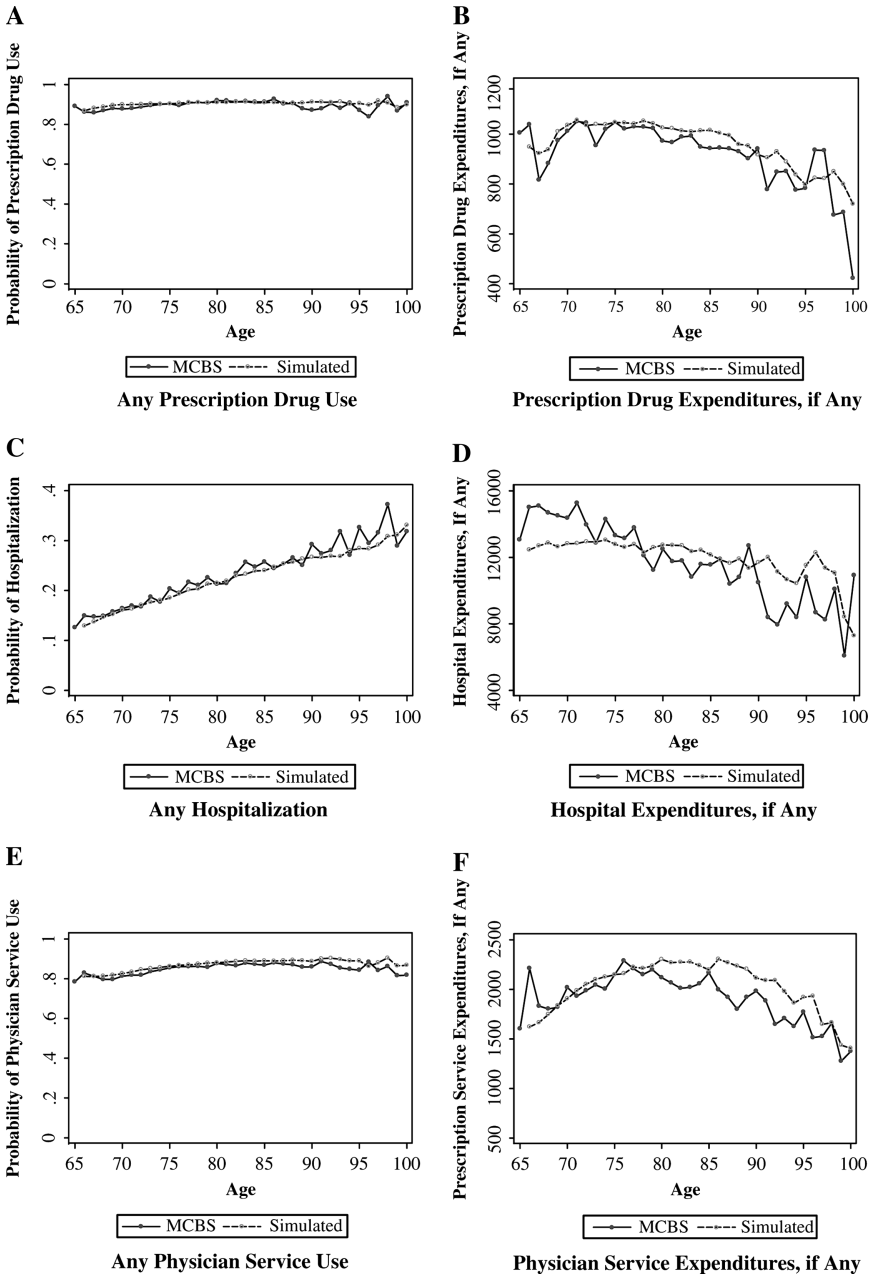 A
Probability of Prescription Drug Use
1
.8
.6
.4
.2
0
65 70 75 80 85 90 95 100
Age
MCBS Simulated
Any Prescription Drug Use
B
Prescription Drug Expenditures, If Any
1200
1000
800
600
400
65 70 75 80 85 90 95 100
Age
MCBS Simulated
Prescription Drug Expenditures, if Any
C
Probability of Hospitalization
.4
.3
.2
.1
0
65 70 75 80 85 90 95 100
Age
MCBS Simulated
Any Hospitalization
D
Hospital Expenditures, If Any
16000
12000
8000
4000
65 70 75 80 85 90 95 100
Age
MCBS Simulated
Hospital Expenditures, if Any
E
Probability of Physician Service Use
1
.8
.6
.4
.2
0
65 70 75 80 85 90 95 100
Age
MCBS Simulated
Any Physician Service Use
F
Prescription Service Expenditures, If Any
2500
2000
1500
1000
500
65 70 75 80 85 90 95 100
Age
MCBS Simulated
Physician Service Expenditures, if Any